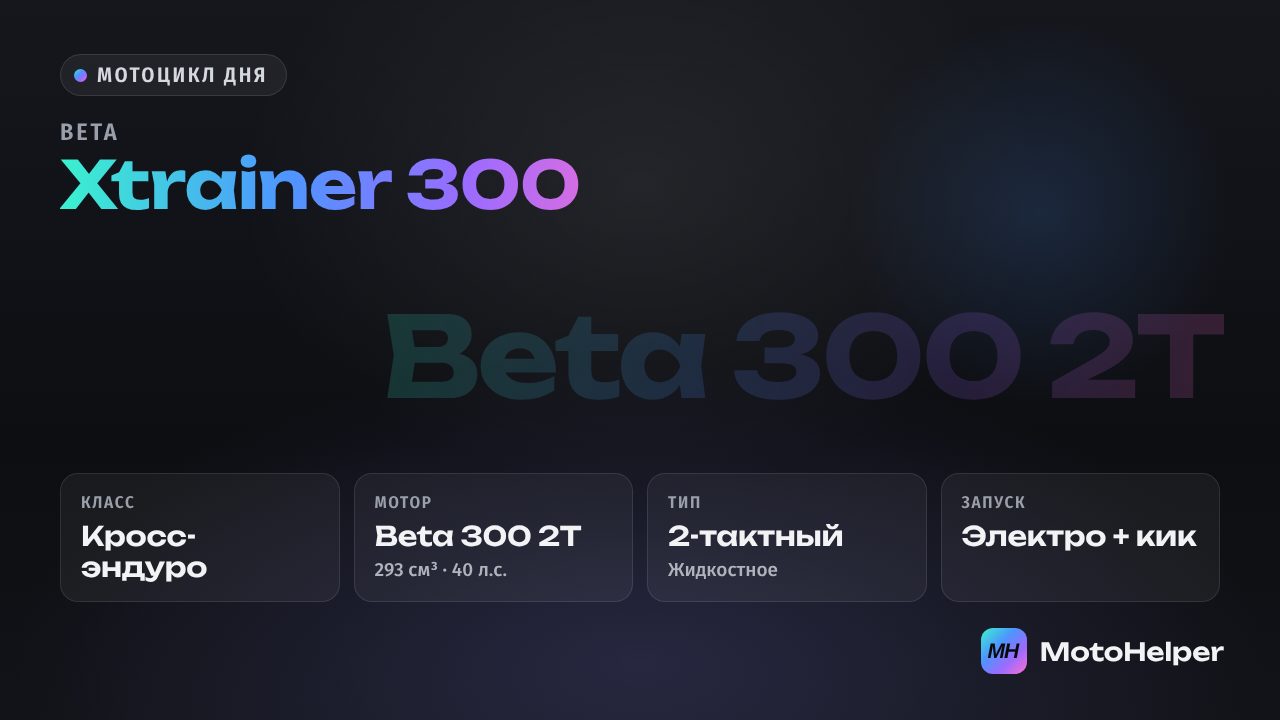 МОТОЦИКЛ ДНЯ
BETA
Xtrainer 300
Beta 300 2T
КЛАСС
Кросс-
эндуро
МОТОР
Beta 300 2T
293 см³ · 40 л.с.
ТИП
2-тактный
Жидкостное
ЗАПУСК
Электро + кик
MH MotoHelper